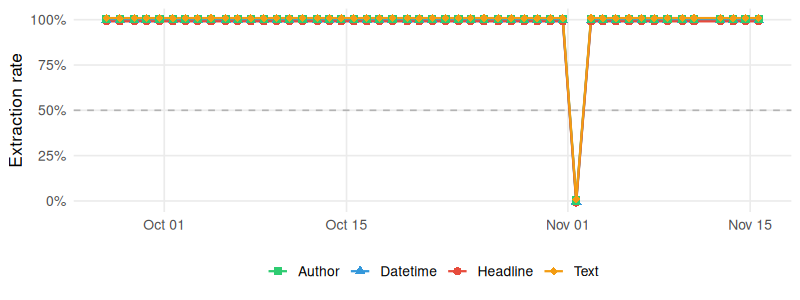 Extraction rate
100%
75%
50%
25%
0%
Oct 01 Oct 15 Nov 01 Nov 15
Author Datetime Headline Text